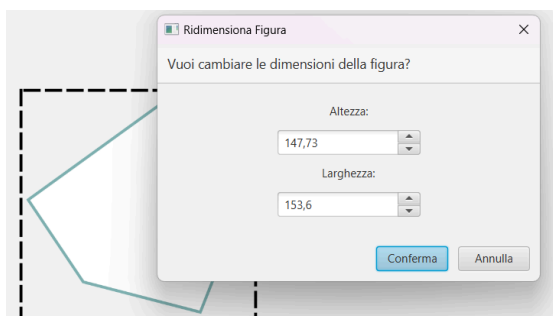 Ridimensiona Figura
Vuoi cambiare le dimensioni della figura?
Altezza:
147,73
Larghezza:
153,6
Conferma Annulla